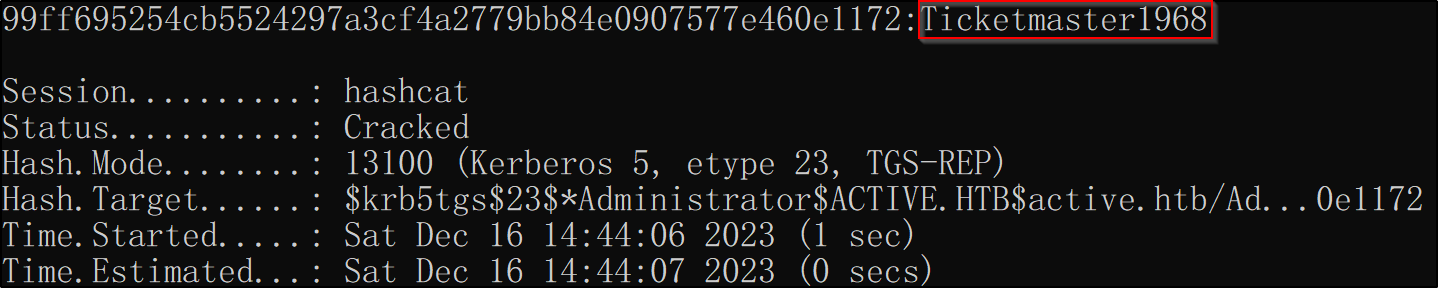 99ff695254cb5524297a3cf4a2779bb84e0907577e460e1172:Ticketmaster1968
Session..........: hashcat
Status...........: Cracked
Hash.Mode........: 13100 (Kerberos 5, etype 23, TGS-REP)
Hash.Target......: $krb5tgs$23$*Administrator$ACTIVE.HTB$active.htb/Ad...0e1172
Time.Started.....: Sat Dec 16 14:44:06 2023 (1 sec)
Time.Estimated...: Sat Dec 16 14:44:07 2023 (0 secs)